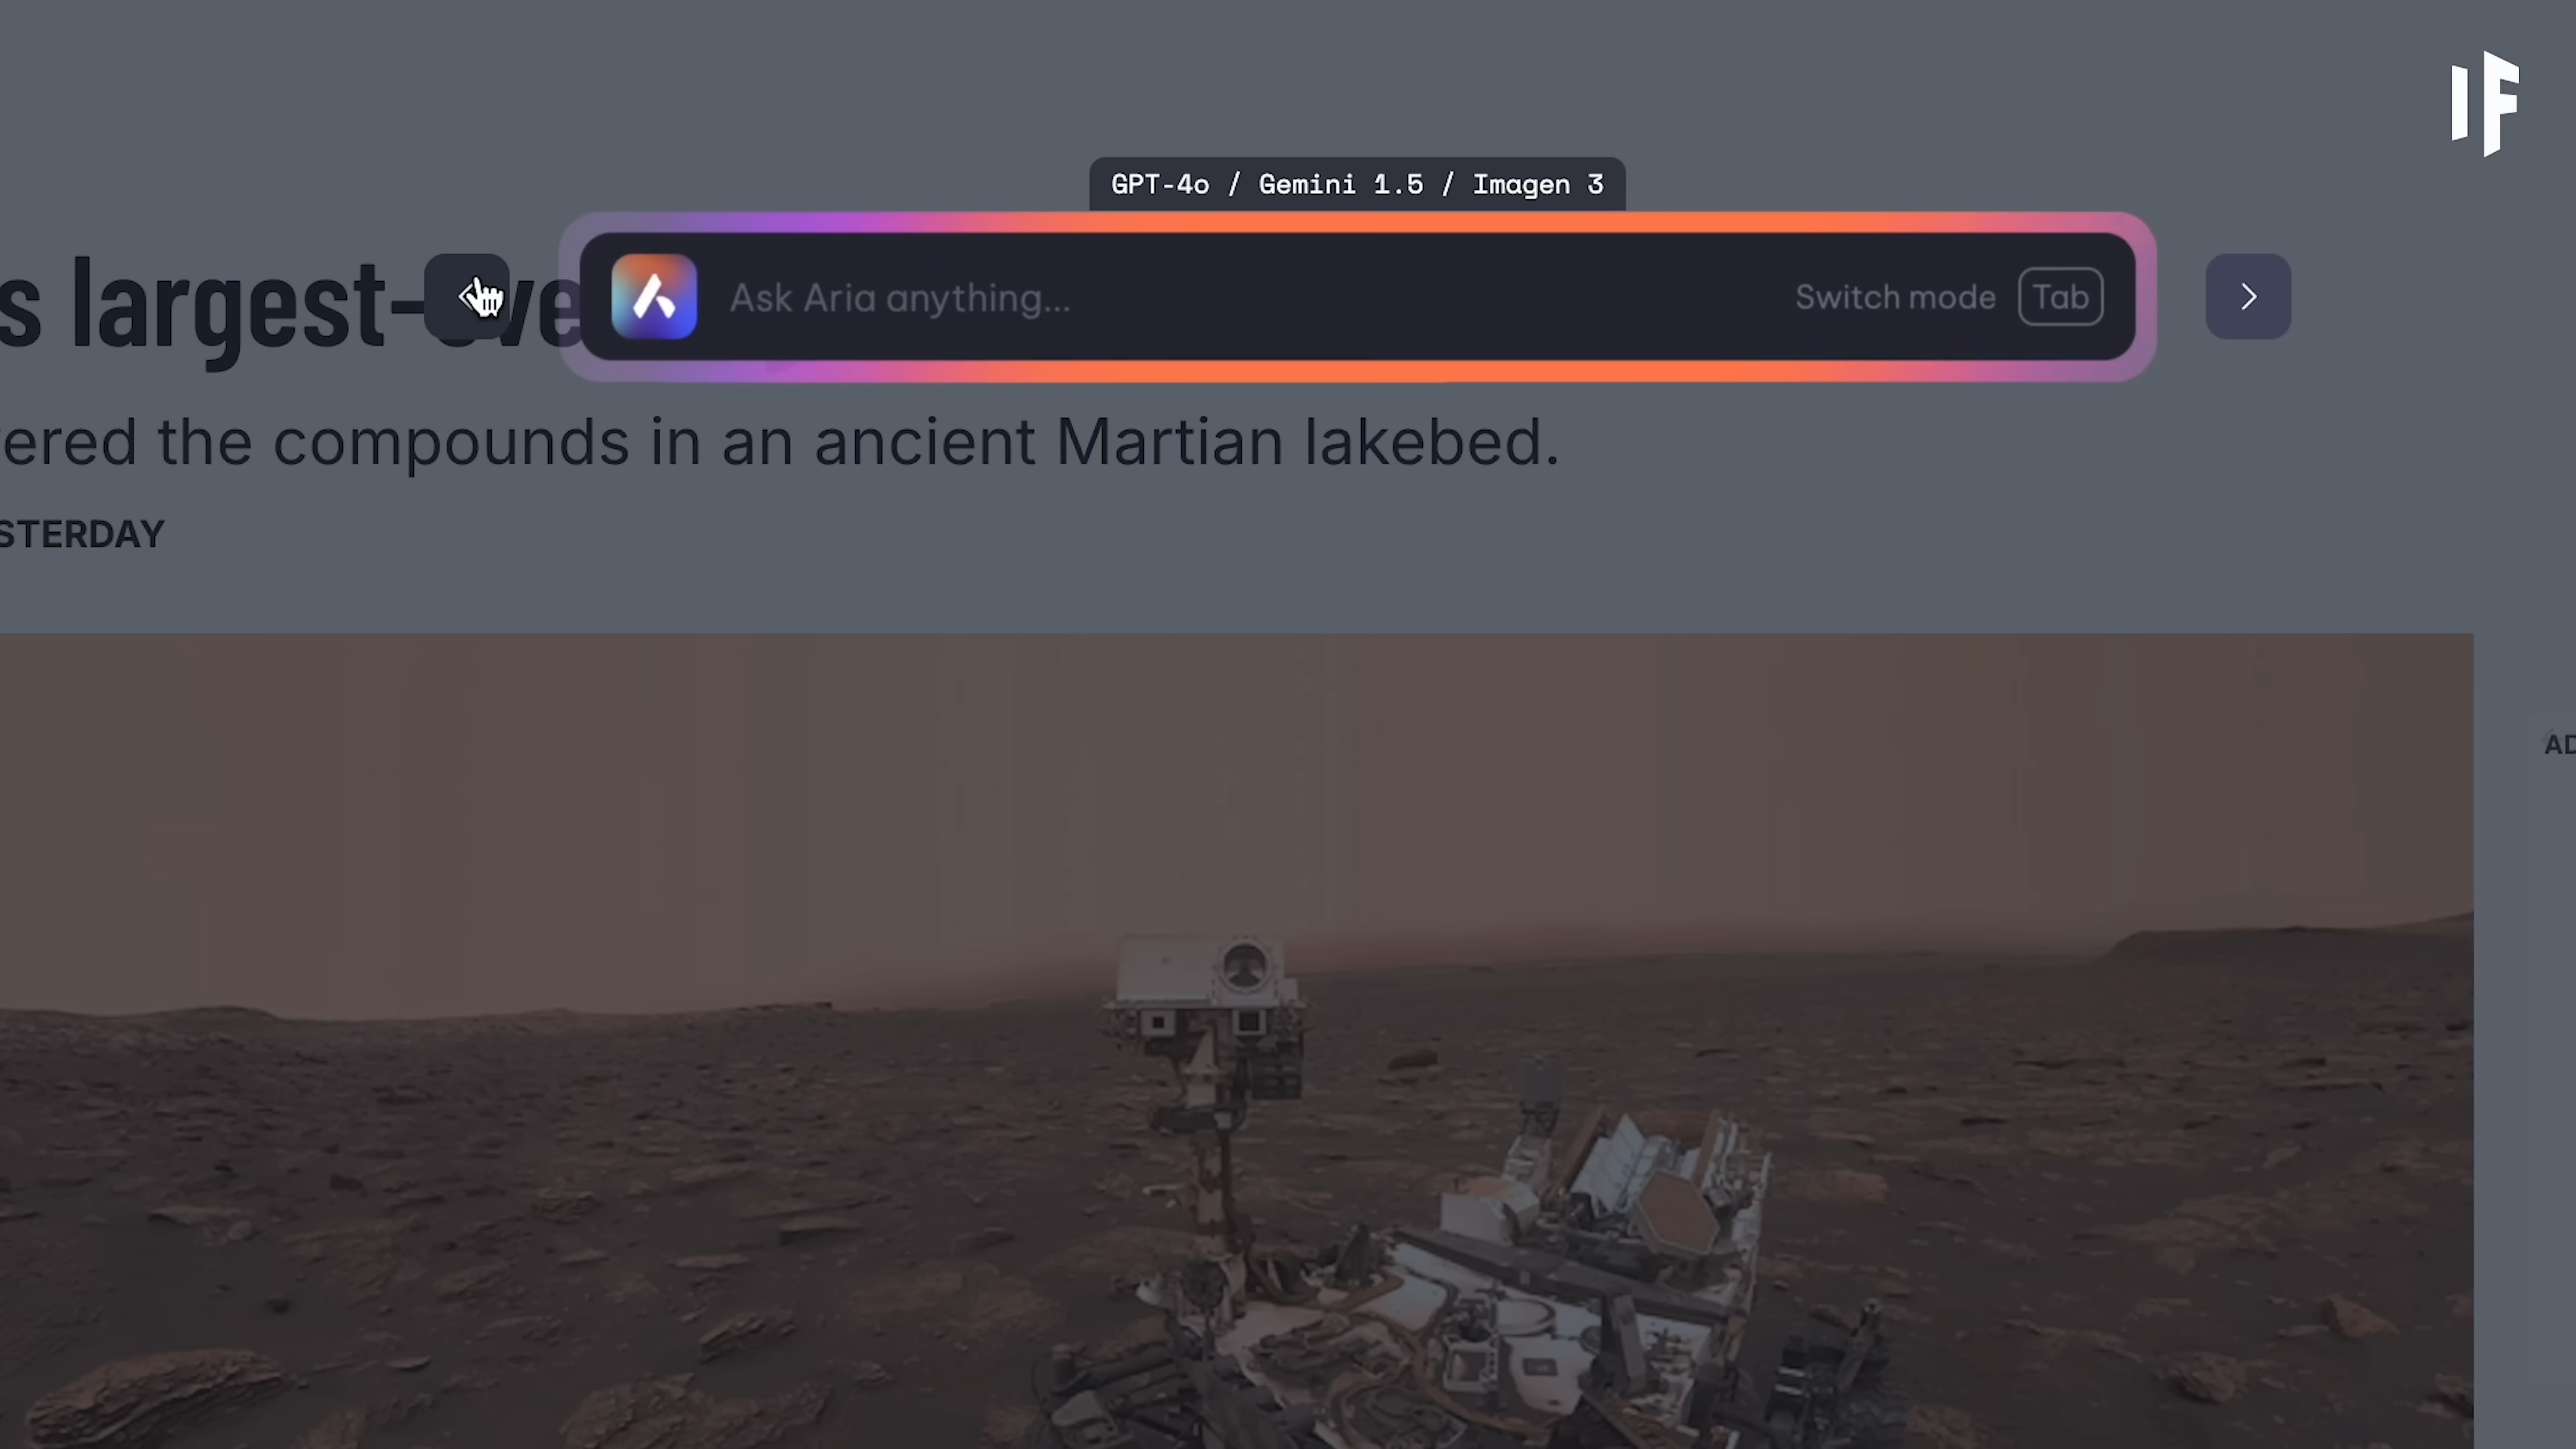 IF
GPT-4o / Gemini 1.5 / Imagen 3
s largest-
Ask Aria anything...
Switch mode
Tab
ered the compounds in an ancient Martian lakebed.
STERDAY
AD